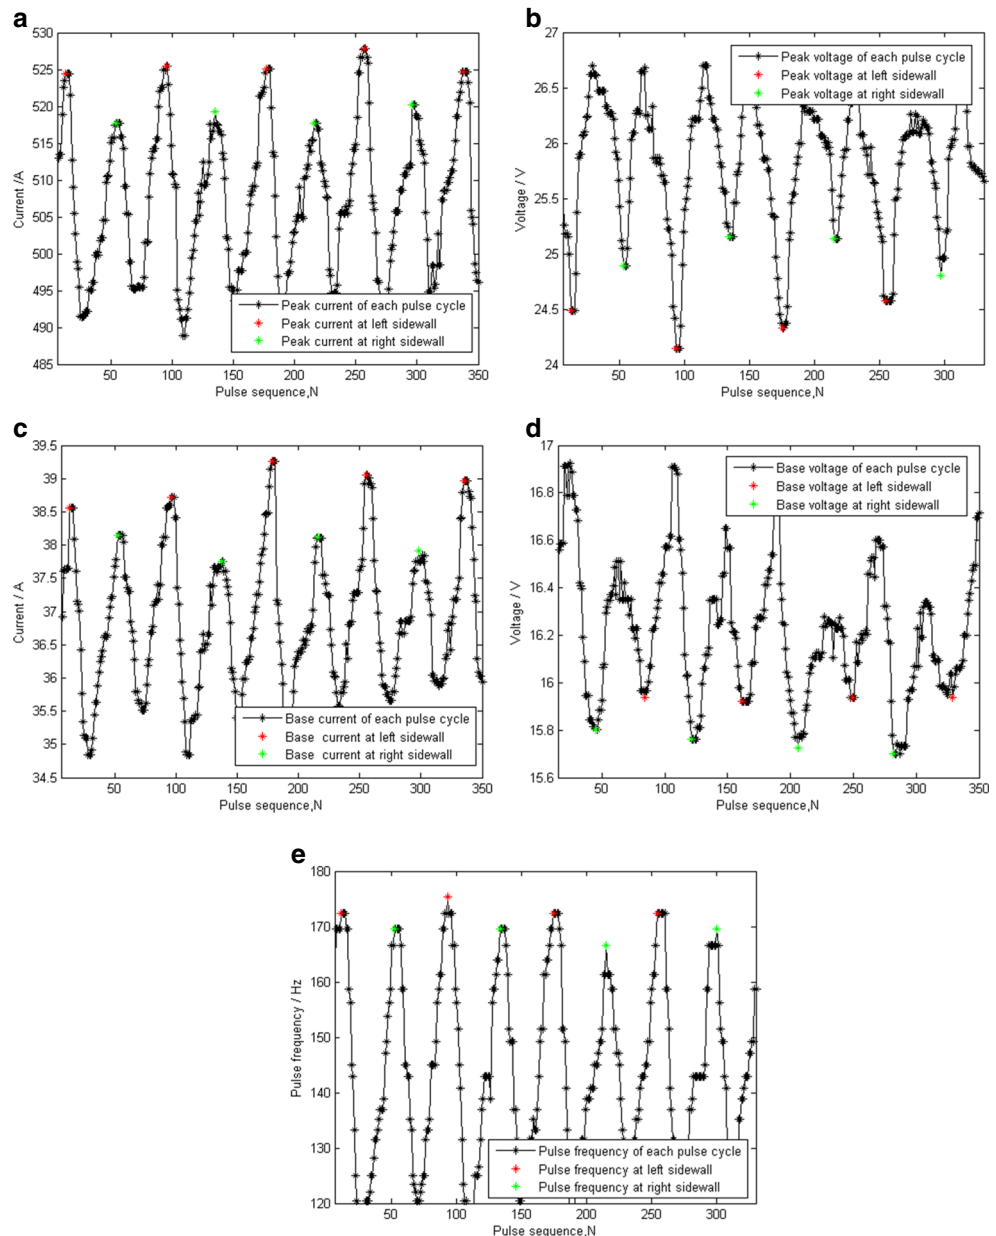 a
530
525
520
515
510
505
500
495
490
485
Current /A
50 100 150 200 250 300 350
Pulse sequence,N
Peak current of each pulse cycle
Peak current at left sidewall
Peak current at right sidewall
b
27
26.5
26
25.5
25
24.5
24
Voltage / V
50 100 150 200 250 300
Pulse sequence,N
Peak voltage of each pulse cycle
Peak voltage at left sidewall
Peak voltage at right sidewall
c
39.5
39
38.5
38
37.5
37
36.5
36
35.5
35
34.5
Current / A
50 100 150 200 250 300 350
Pulse sequence,N
Base current of each pulse cycle
Base current at left sidewall
Base current at right sidewall
d
17
16.8
16.6
16.4
16.2
16
15.8
15.6
Voltage / V
50 100 150 200 250 300 350
Pulse sequence,N
Base voltage of each pulse cycle
Base voltage at left sidewall
Base voltage at right sidewall
e
180
170
160
150
140
130
120
Pulse frequency / Hz
50 100 150 200 250 300
Pulse sequence,N
Pulse frequency of each pulse cycle
Pulse frequency at left sidewall
Pulse frequency at right sidewall